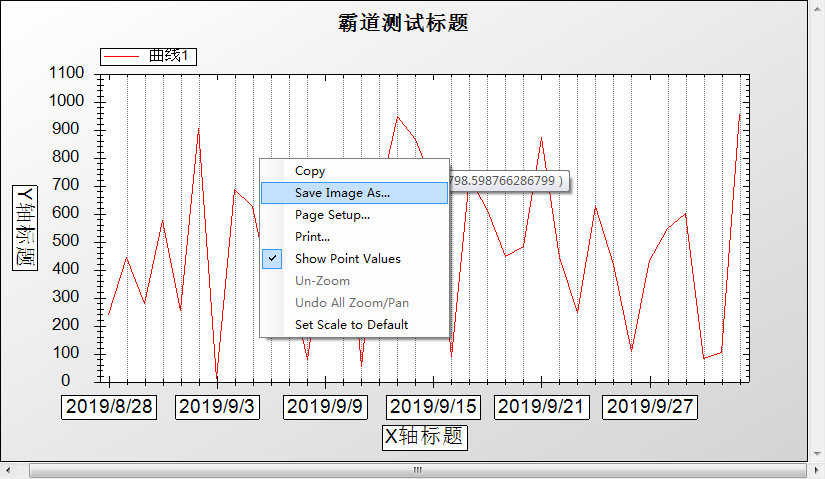 霸道测试标题
曲线1
1100
1000
900
800
700
600
500
400
300
200
100
0
Y轴标题
798.598766286799 )
Copy
Save Image As...
Page Setup...
Print...
Show Point Values
Un-Zoom
Undo All Zoom/Pan
Set Scale to Default
2019/8/28 2019/9/3 2019/9/9 2019/9/15 2019/9/21 2019/9/27
X轴标题